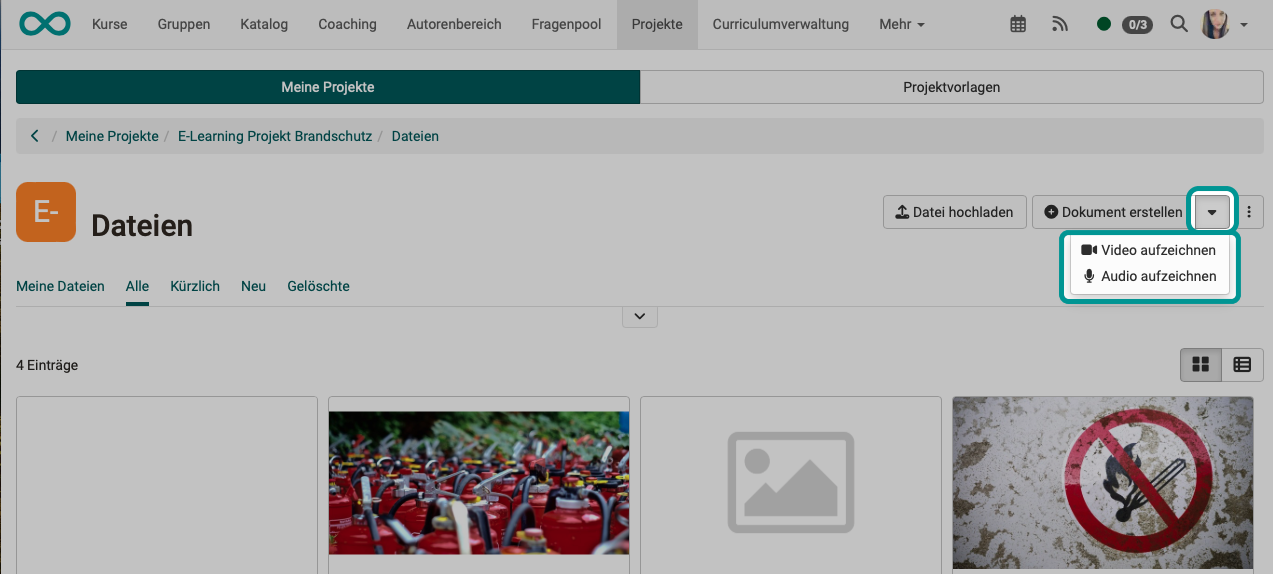 Kurse Gruppen Katalog Coaching Autorenbereich Fragenpool Projekte Curriculumverwaltung Mehr 0/3
Meine Projekte Projektvorlagen
/ Meine Projekte / E-Learning Projekt Brandschutz / Dateien
E- Dateien
Datei hochladen Dokument erstellen
Video aufzeichnen
Audio aufzeichnen
Meine Dateien Alle Kürzlich Neu Gelöschte
4 Einträge